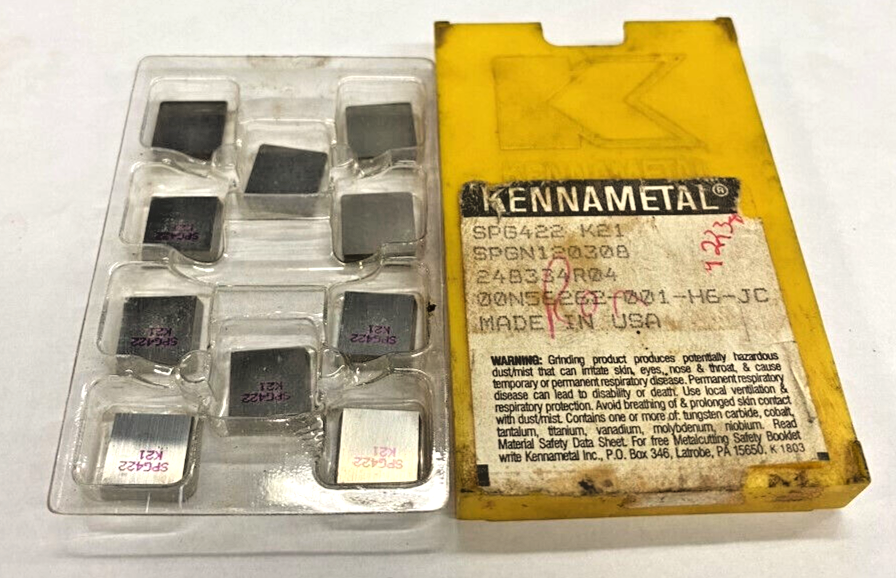 SPG422
K21
SPG422
K21
SPG422
K21
SPG422
K21
SPG422
K21
SPG422
K21
KENNAMETAL
KENNAMETAL®
SPG422 K21
SPGN120308
24B334R04
00N5E262-001-H6-JC
MADE IN USA
WARNING: Grinding product produces potentially hazardous
dust/mist that can irritate skin, eyes, nose & throat, & cause
temporary or permanent respiratory disease. Permanent respiratory
disease can lead to disability or death. Use local ventilation &
respiratory protection. Avoid breathing of & prolonged skin contact
with dust/mist. Contains one or more of: tungsten carbide, cobalt,
tantalum, titanium, vanadium, molybdenum, niobium. Read
Material Safety Data Sheet. For free Metalcutting Safety Booklet
write Kennametal Inc., P.O. Box 346, Latrobe, PA 15650. K 1803